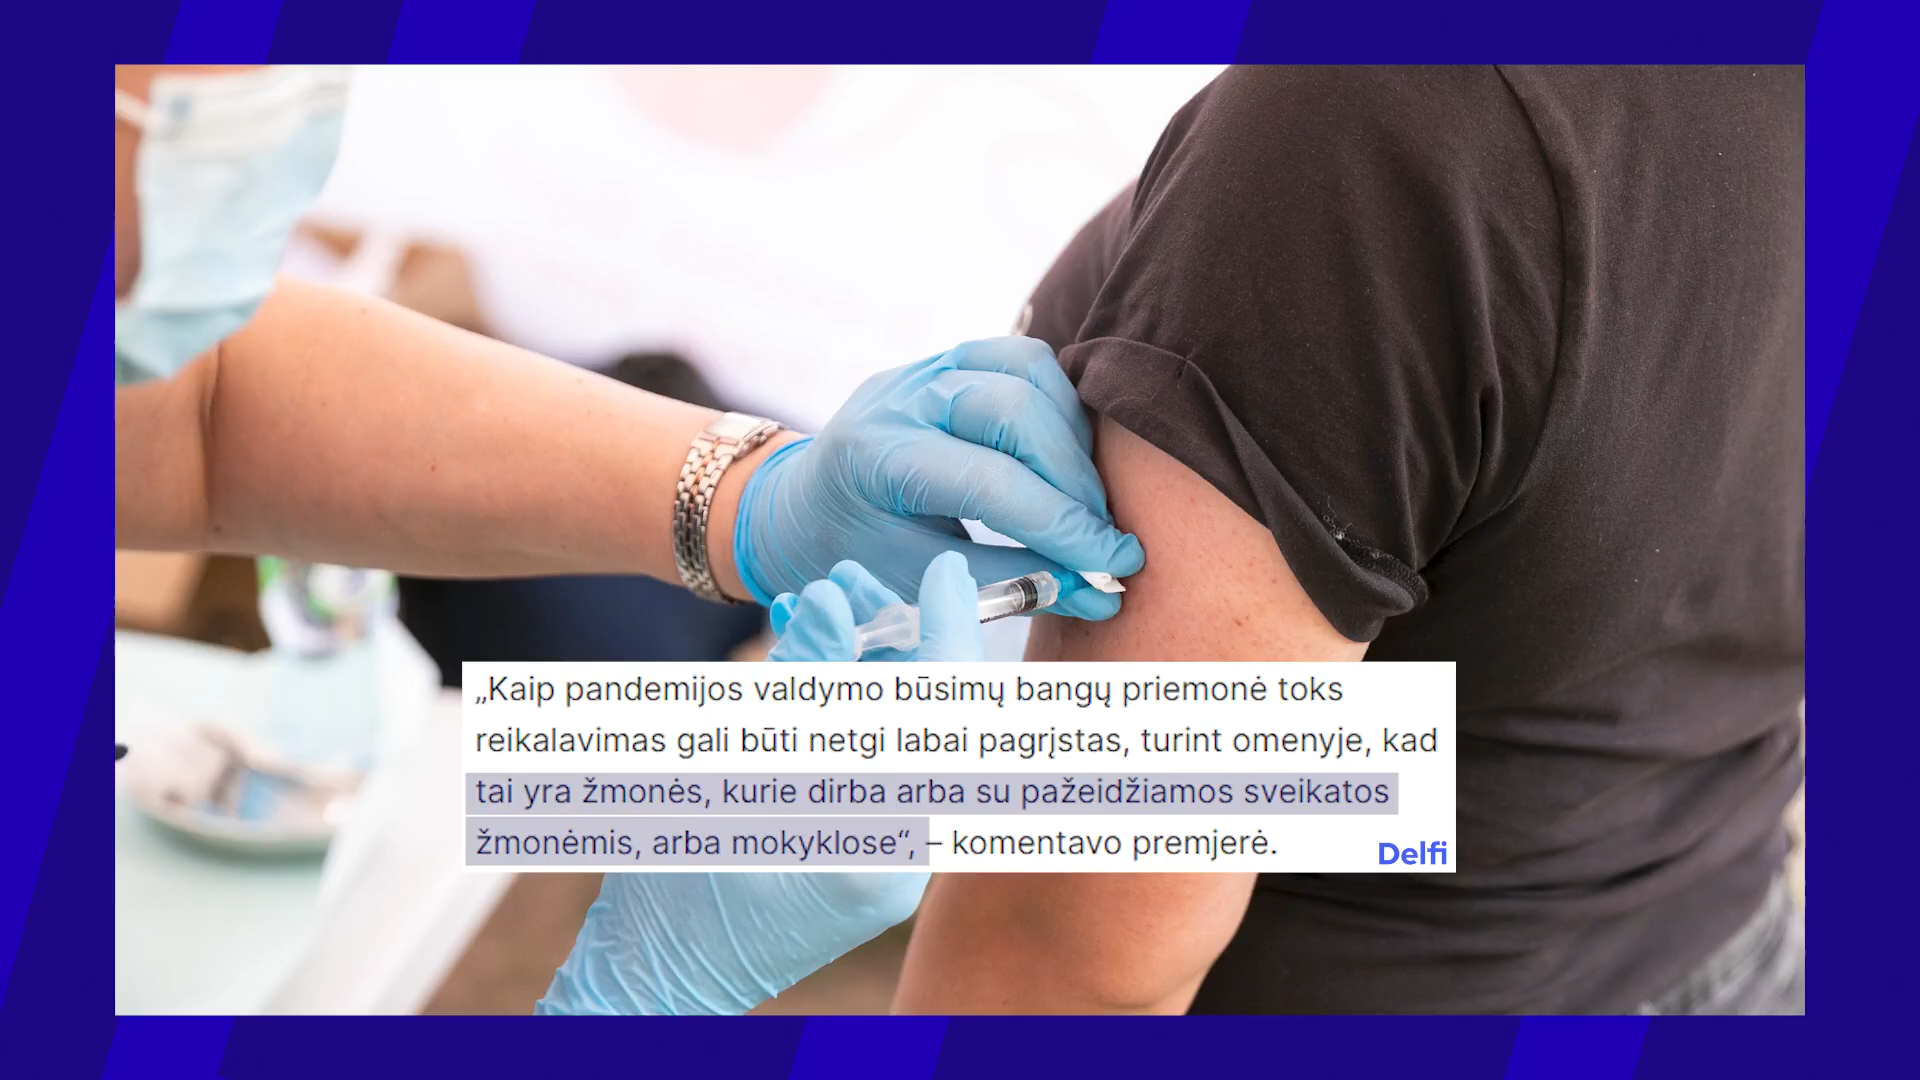 „Kaip pandemijos valdymo būsimų bangų priemonė toks
reikalavimas gali būti netgi labai pagrįstas, turint omenyje, kad
tai yra žmonės, kurie dirba arba su pažeidžiamos sveikatos
žmonėmis, arba mokyklose“, – komentavo premjerė.
Delfi